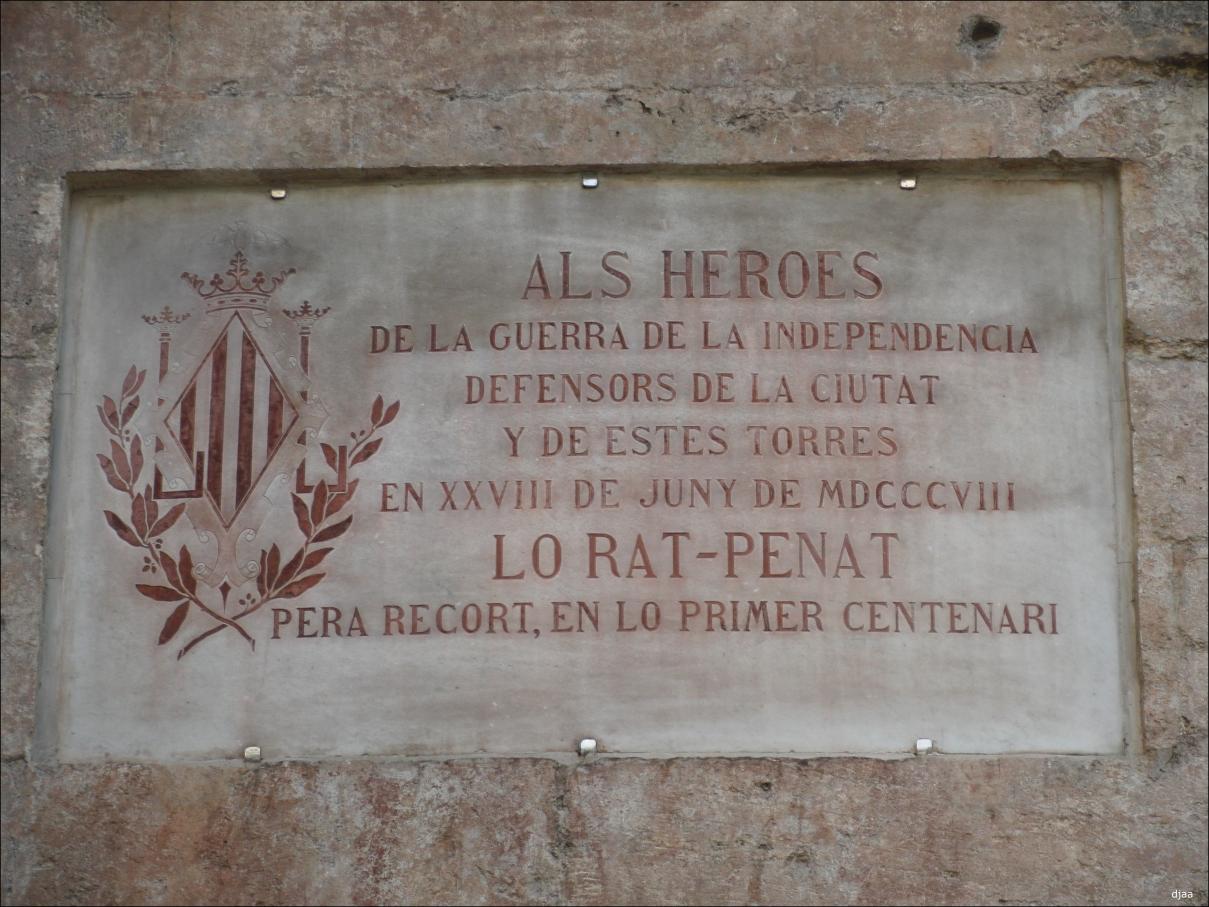 ALS HEROES
DE LA GUERRA DE LA INDEPENDENCIA
DEFENSORS DE LA CIUTAT
Y DE ESTES TORRES
EN XXVIII DE JUNY DE MDCCCVIII
LO RAT-PENAT
PERA RECORT, EN LO PRIMER CENTENARI
L L
djaa